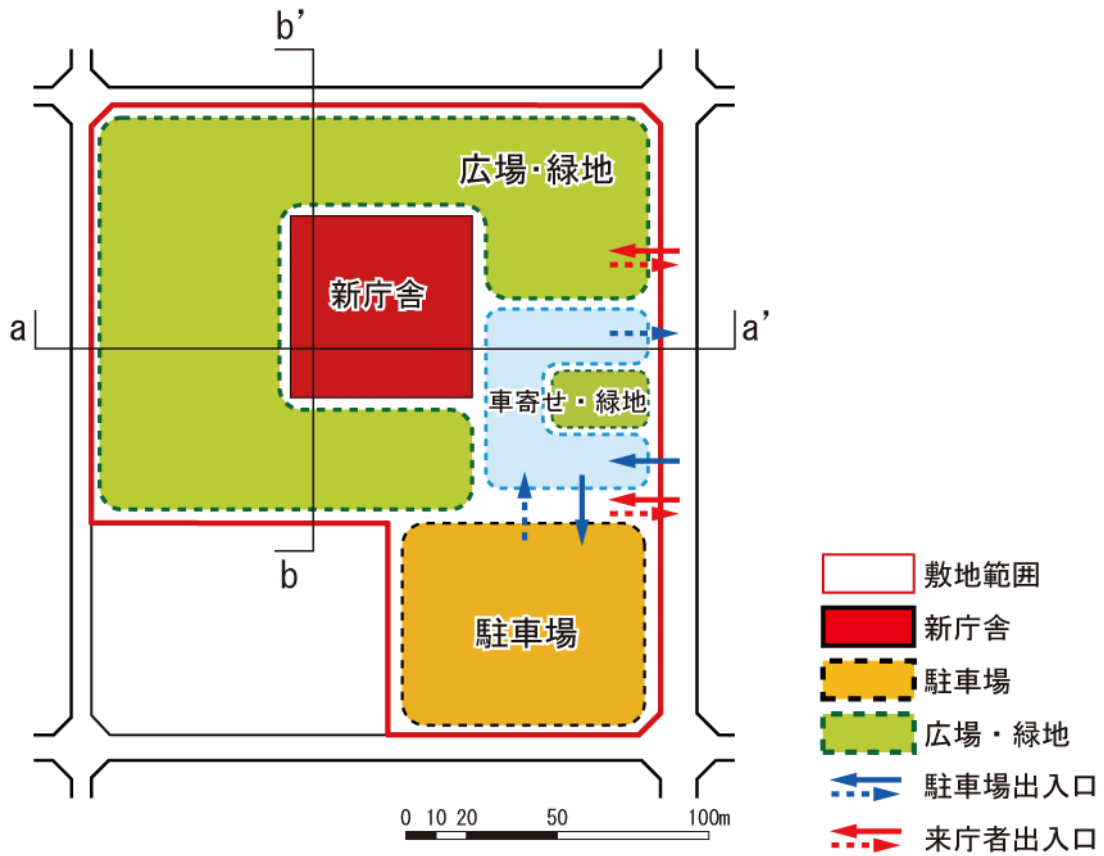 b’
広場・緑地
新庁舎
a
a’
車寄せ・緑地
b
駐車場
敷地範囲
新庁舎
駐車場
広場・緑地
駐車場出入口
来庁者出入口
0 10 20 50 100m